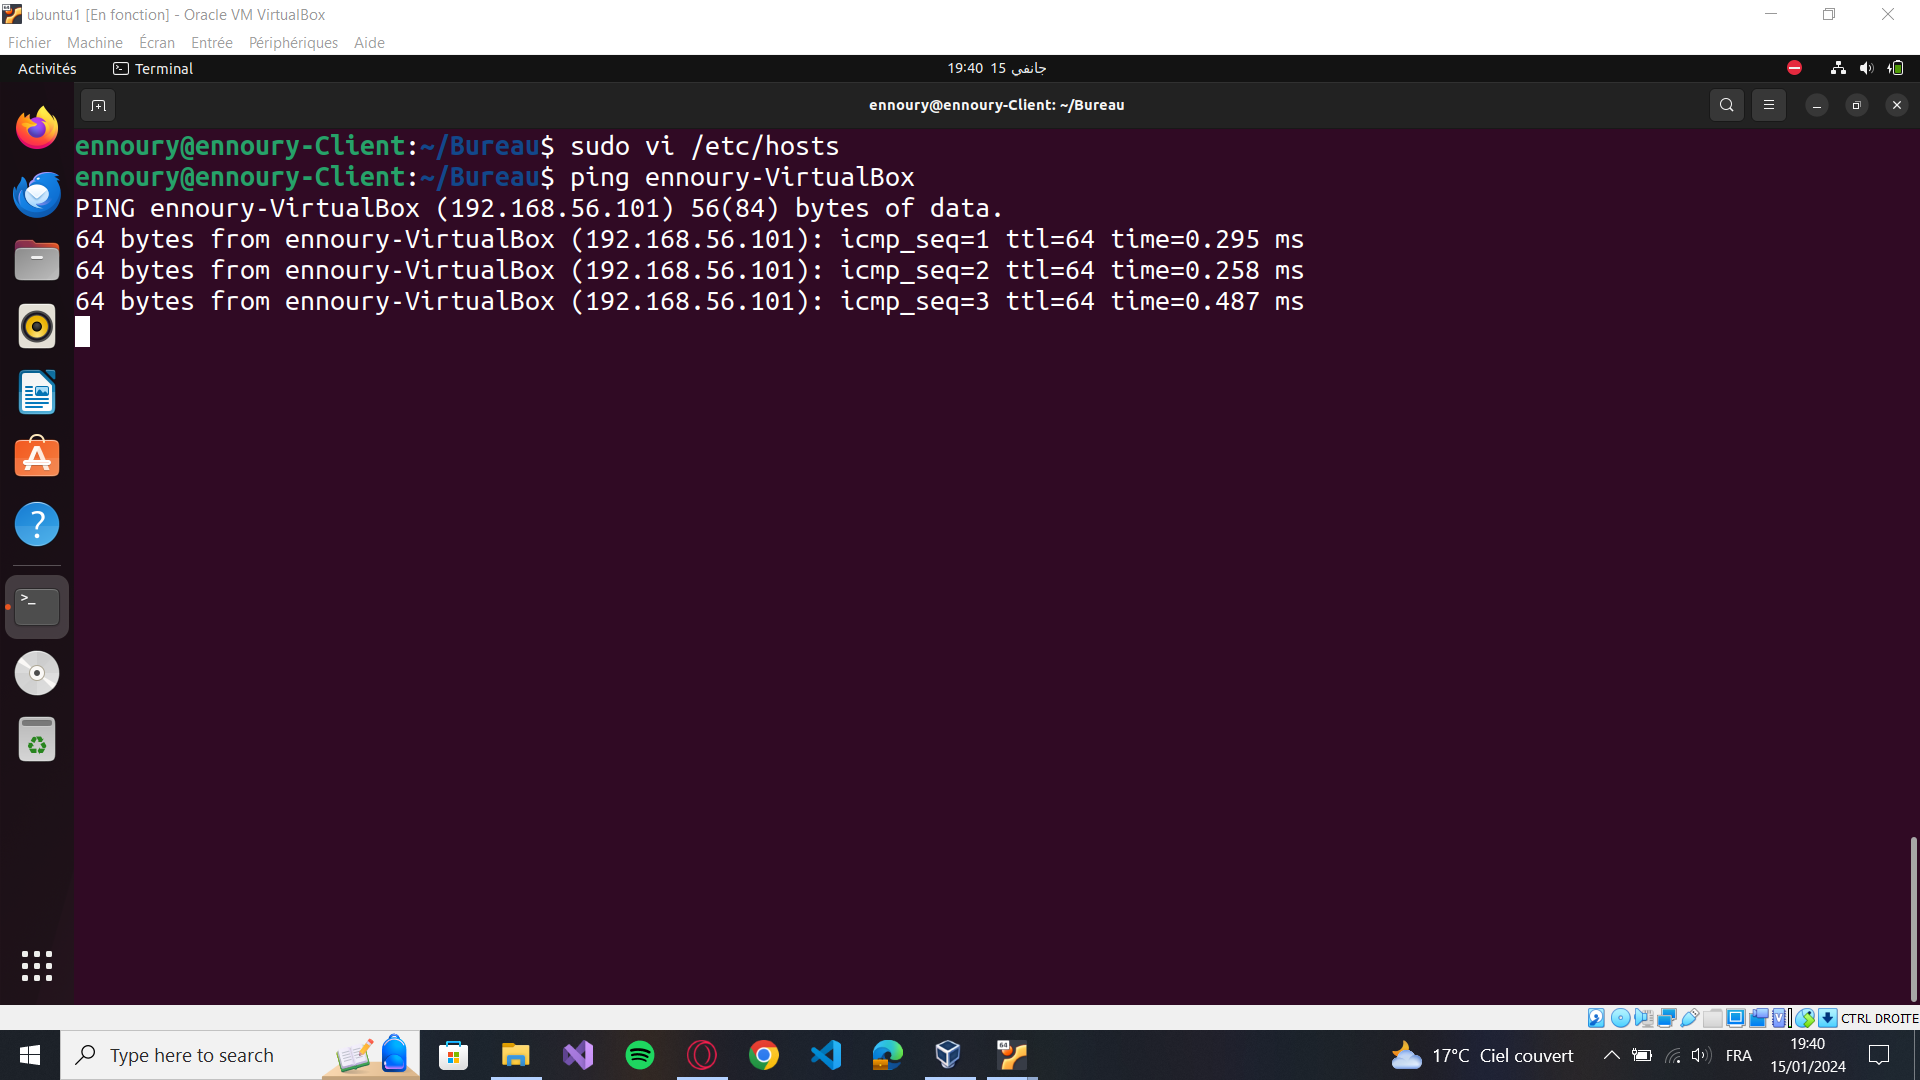 ubuntu1 [En fonction] - Oracle VM VirtualBox
Fichier Machine Écran Entrée Périphériques Aide
Activités Terminal 19:40 15 جانفي
ennoury@ennoury-Client: ~/Bureau
ennoury@ennoury-Client:~/Bureau$ sudo vi /etc/hosts
ennoury@ennoury-Client:~/Bureau$ ping ennoury-VirtualBox
PING ennoury-VirtualBox (192.168.56.101) 56(84) bytes of data.
64 bytes from ennoury-VirtualBox (192.168.56.101): icmp_seq=1 ttl=64 time=0.295 ms
64 bytes from ennoury-VirtualBox (192.168.56.101): icmp_seq=2 ttl=64 time=0.258 ms
64 bytes from ennoury-VirtualBox (192.168.56.101): icmp_seq=3 ttl=64 time=0.487 ms
CTRL DROITE
Type here to search
17°C Ciel couvert
FRA
19:40
15/01/2024